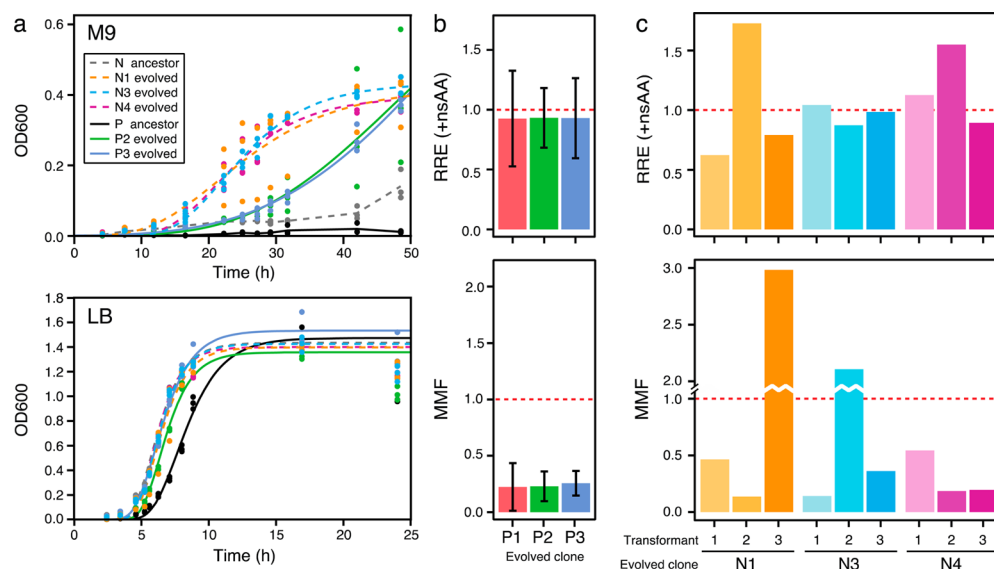 a
M9
0.6
0.4
0.2
0.0
OD600
N ancestor
N1 evolved
N3 evolved
N4 evolved
P ancestor
P2 evolved
P3 evolved
0 10 20 30 40 50
Time (h)
LB
1.8
1.6
1.4
1.2
1.0
0.8
0.6
0.4
0.2
0.0
OD600
0 5 10 15 20 25
Time (h)
b
RRE (+nsAA)
1.5
1.0
0.5
0.0
MMF
1.0
0.5
0.0
P1 P2 P3
Evolved clone
c
RRE (+nsAA)
1.5
1.0
0.5
0.0
MMF
3.0
2.5
2.0
1.0
0.5
0.0
Transformant 1 2 3 1 2 3 1 2 3
Evolved clone N1 N3 N4